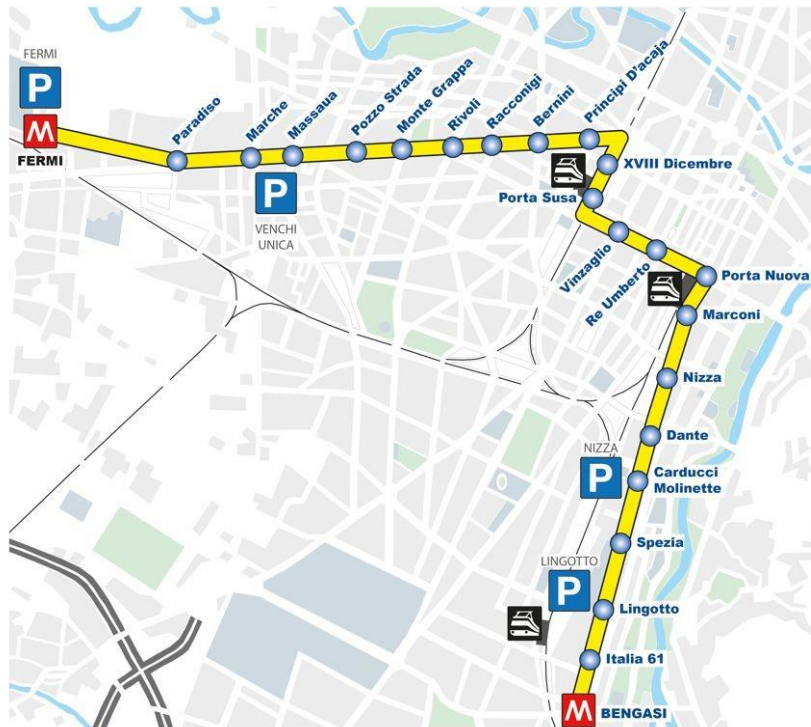 FERMI
P
M
FERMI
Paradiso
Marche
Massaua
P
VENCHI
UNICA
Pozzo Strada
Monte Grappa
Rivoli
Racconigi
Bernini
Principi D'acaja
XVIII Dicembre
Porta Susa
Vinzaglio
Re Umberto
Porta Nuova
Marconi
Nizza
Dante
NIZZA
P
Carducci
Molinette
Spezia
LINGOTTO
P
Lingotto
Italia 61
M
BENGASI